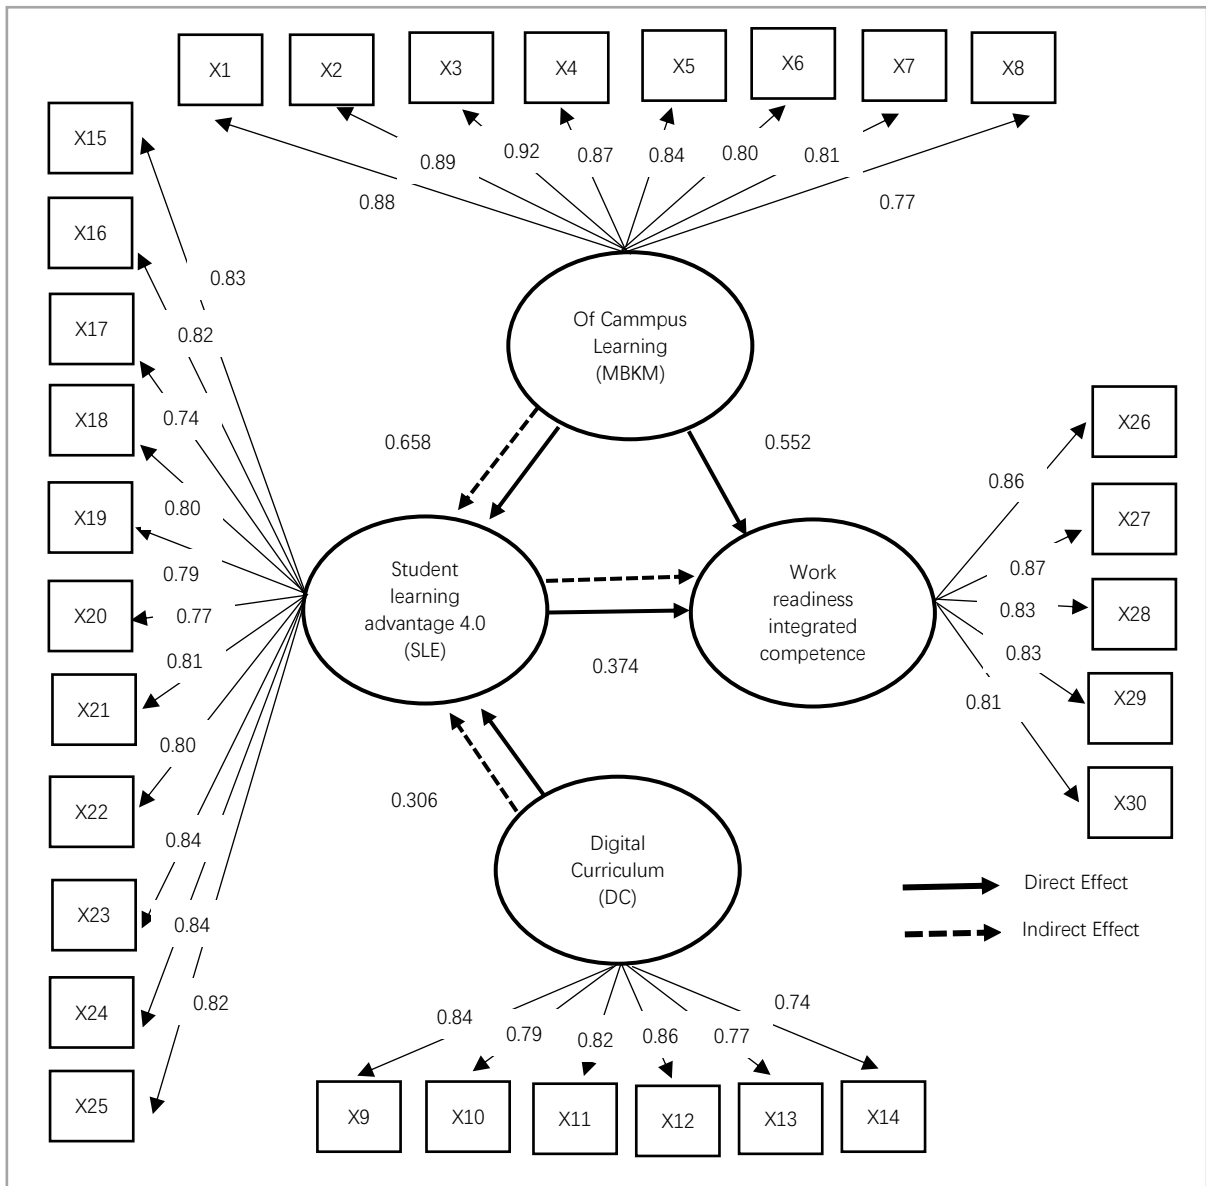 X1
X2
X3
X4
X5
X6
X7
X8
0.88
0.89
0.92
0.87
0.84
0.80
0.81
0.77
X15
X16
X17
X18
X19
X20
X21
X22
X23
X24
X25
0.83
0.82
0.74
0.80
0.79
0.77
0.81
0.80
0.84
0.84
0.82
Of Cammpus
Learning
(MBKM)
0.658
0.552
Student
learning
advantage 4.0
(SLE)
0.374
Work
readiness
integrated
competence
0.86
0.87
0.83
0.83
0.81
X26
X27
X28
X29
X30
0.306
Digital
Curriculum
(DC)
Direct Effect
Indirect Effect
0.84
0.79
0.82
0.86
0.77
0.74
X9
X10
X11
X12
X13
X14